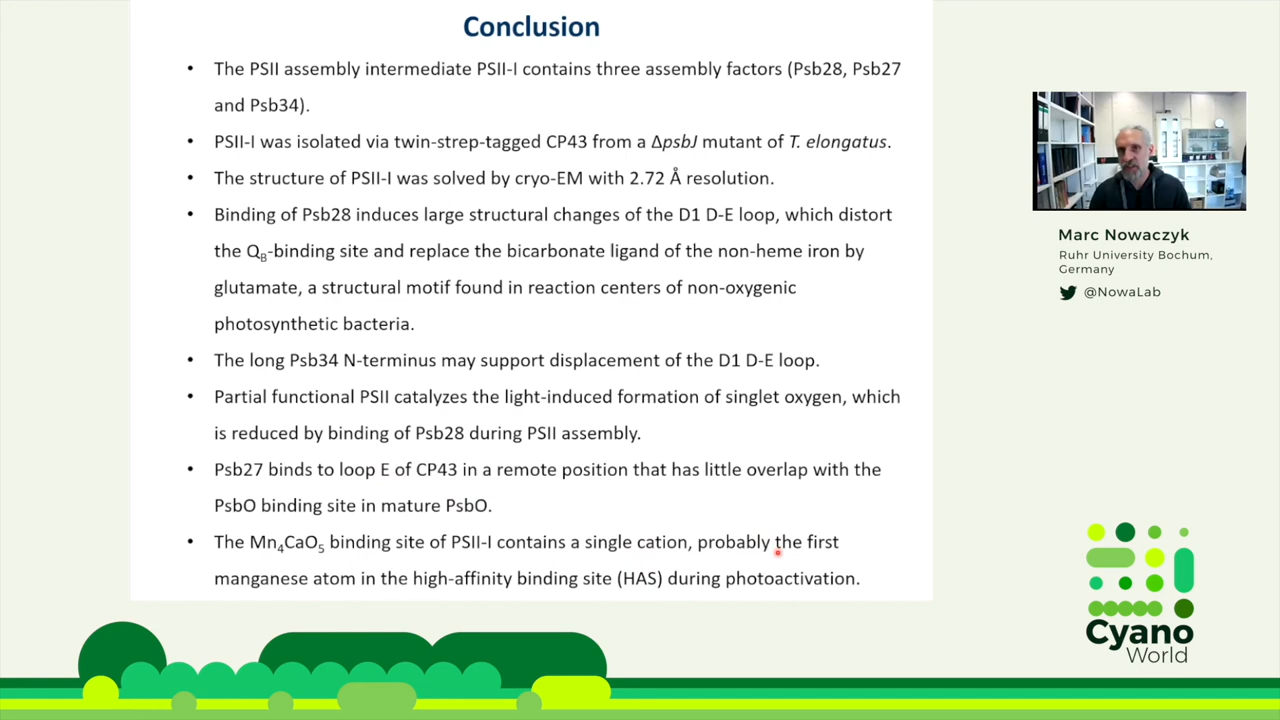 Conclusion
• The PSII assembly intermediate PSII-I contains three assembly factors (Psb28, Psb27
and Psb34).
• PSII-I was isolated via twin-strep-tagged CP43 from a ΔpsbJ mutant of T. elongatus.
• The structure of PSII-I was solved by cryo-EM with 2.72 Å resolution.
• Binding of Psb28 induces large structural changes of the D1 D-E loop, which distort
the QB-binding site and replace the bicarbonate ligand of the non-heme iron by
glutamate, a structural motif found in reaction centers of non-oxygenic
photosynthetic bacteria.
• The long Psb34 N-terminus may support displacement of the D1 D-E loop.
• Partial functional PSII catalyzes the light-induced formation of singlet oxygen, which
is reduced by binding of Psb28 during PSII assembly.
• Psb27 binds to loop E of CP43 in a remote position that has little overlap with the
PsbO binding site in mature PsbO.
• The Mn4CaO5 binding site of PSII-I contains a single cation, probably the first
manganese atom in the high-affinity binding site (HAS) during photoactivation.
Marc Nowaczyk
Ruhr University Bochum,
Germany
@NowaLab
Cyano
World